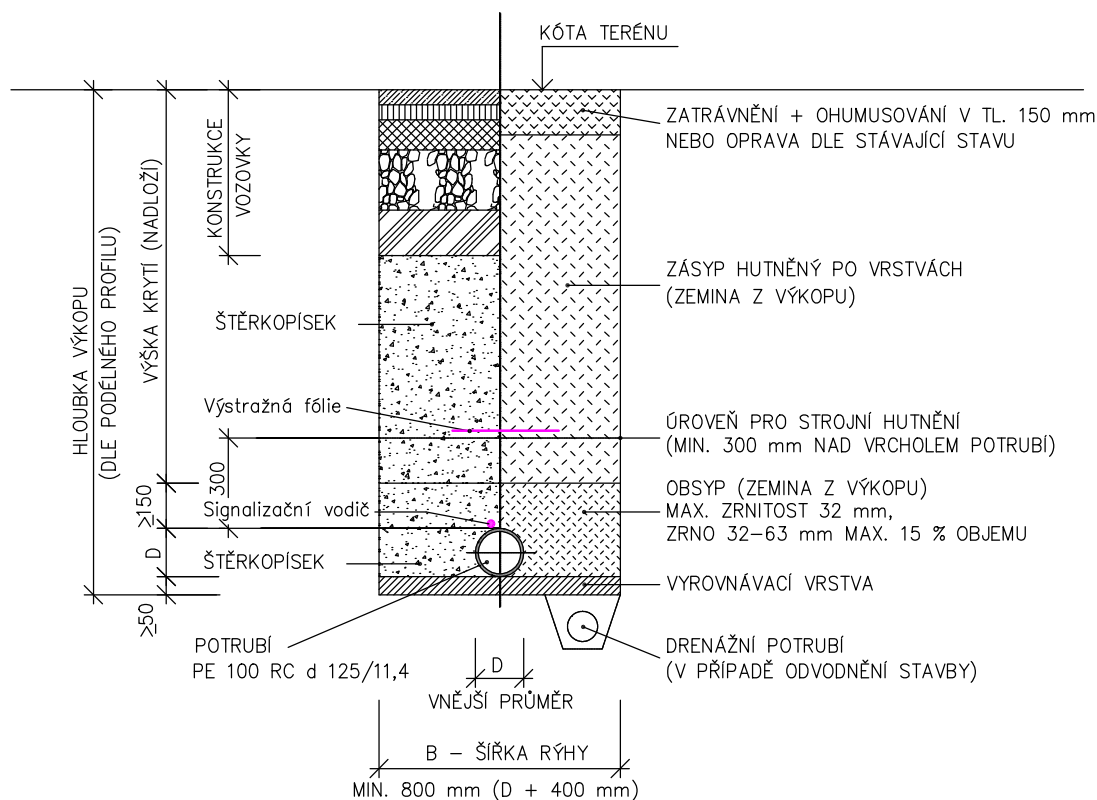 KÓTA TERÉNU
ZATRÁVNĚNÍ + OHUMUSOVÁNÍ V TL. 150 mm
NEBO OPRAVA DLE STÁVAJÍCÍ STAVU
HLOUBKA VÝKOPU
(DLE PODÉLNÉHO PROFILU)
VÝŠKA KRYTÍ (NADLOŽÍ)
KONSTRUKCE
VOZOVKY
ZÁSYP HUTNĚNÝ PO VRSTVÁCH
(ZEMINA Z VÝKOPU)
ŠTĚRKOPÍSEK
Výstražná fólie
ÚROVEŇ PRO STROJNÍ HUTNĚNÍ
(MIN. 300 mm NAD VRCHOLEM POTRUBÍ)
300
≥150
Signalizační vodič
OBSYP (ZEMINA Z VÝKOPU)
MAX. ZRNITOST 32 mm,
ZRNO 32-63 mm MAX. 15 % OBJEMU
D
ŠTĚRKOPÍSEK
VYROVNÁVACÍ VRSTVA
≥50
POTRUBÍ
PE 100 RC d 125/11,4
DRENÁŽNÍ POTRUBÍ
(V PŘÍPADĚ ODVODNĚNÍ STAVBY)
D
VNĚJŠÍ PRŮMĚR
B - ŠÍŘKA RÝHY
MIN. 800 mm (D + 400 mm)